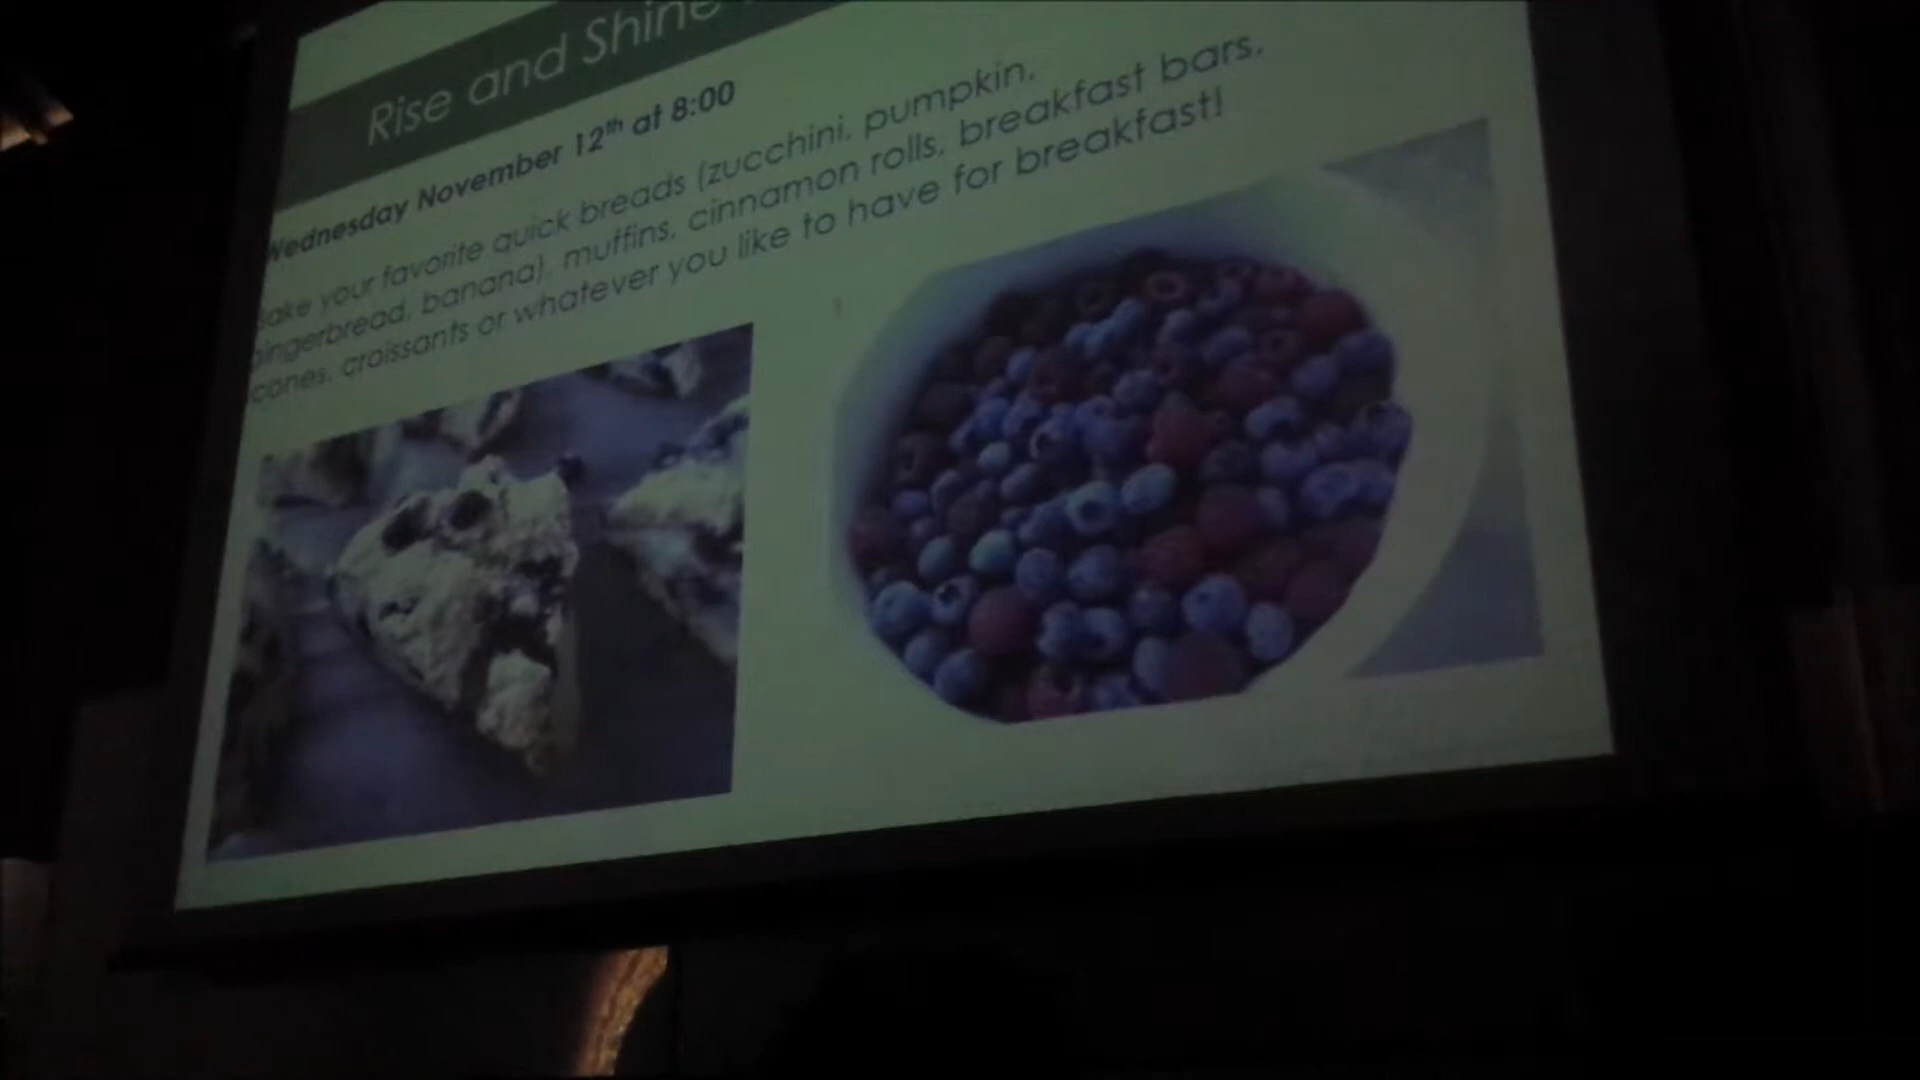 Rise and Shine
Wednesday November 12th at 8:00
ake your favorite quick breads (zucchini, pumpkin,
gingerbread, banana), muffins, cinnamon rolls, breakfast bars,
cones, croissants or whatever you like to have for breakfast!